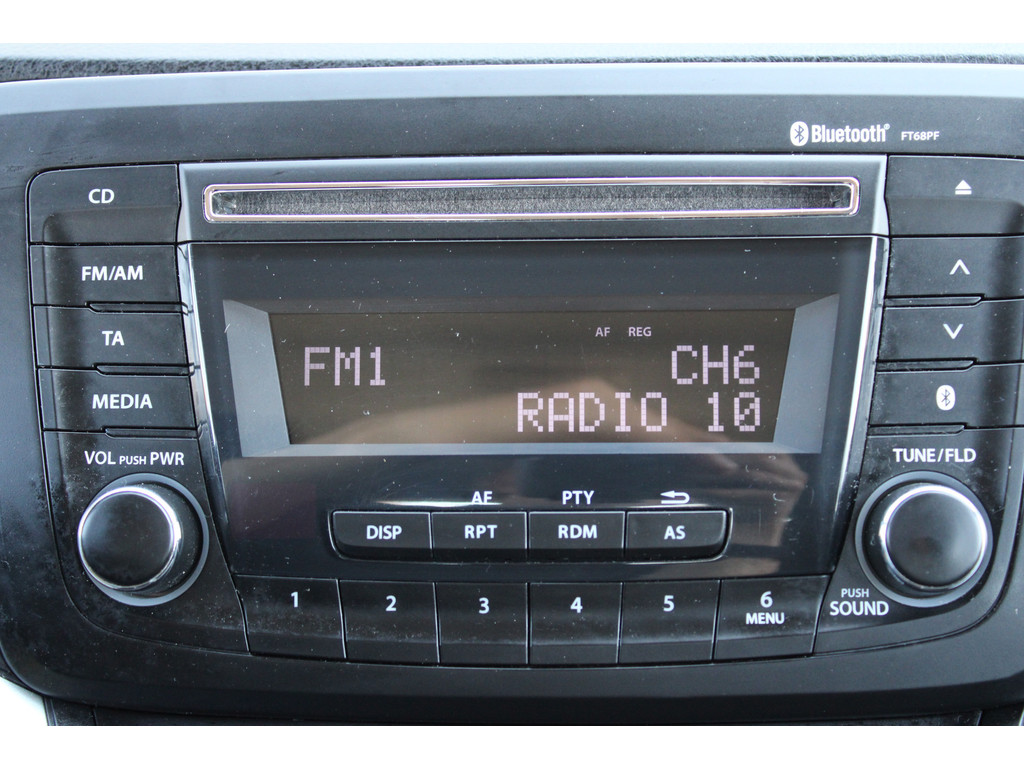 Bluetooth® FT68PF
CD
FM/AM
TA
MEDIA
VOL PUSH PWR
AF REG
FM1 CH6
RADIO 10
TUNE/FLD
AF PTY
DISP RPT RDM AS
1 2 3 4 5 6
MENU
PUSH
SOUND